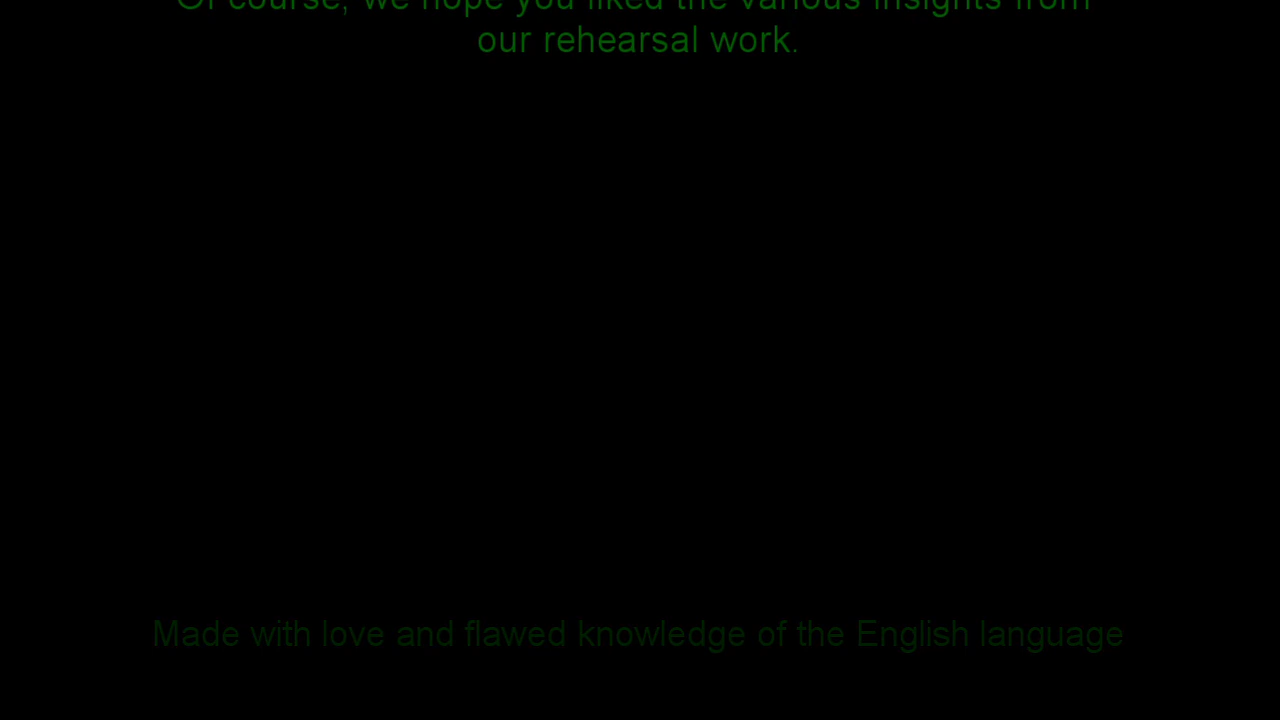 Of course, we hope you liked the various insights from
our rehearsal work.
Made with love and flawed knowledge of the English language